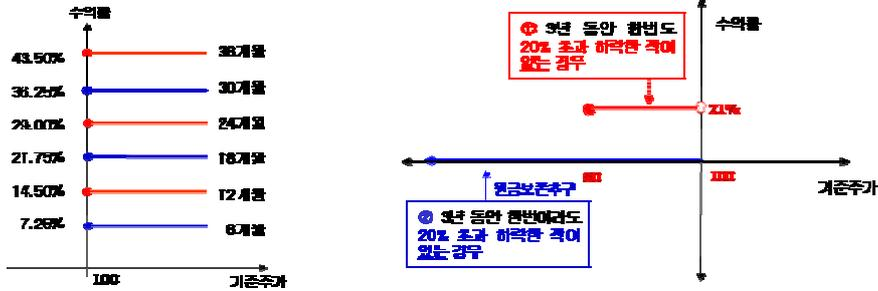 수익률
43.50% 36개월
36.25% 30개월
29.00% 24개월
21.75% 18개월
14.50% 12개월
7.25% 6개월
100
기준주가
수익률
① 3년 동안 한번도
20% 초과 하락한 적이
없는 경우
21%
80
100
기준주가
원금보존추구
② 3년 동안 한번이라도
20% 초과 하락한 적이
있는 경우